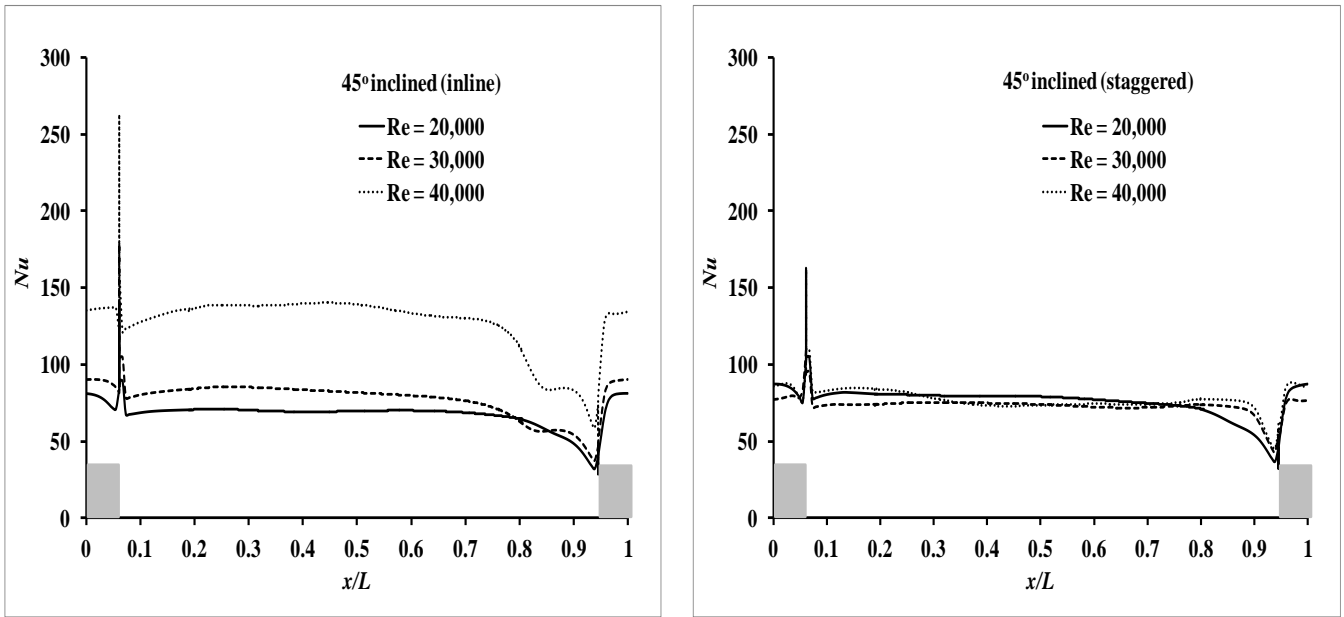 300
250
200
150
100
50
0
Nu
45º inclined (inline)
Re = 20,000
Re = 30,000
Re = 40,000
0 0.1 0.2 0.3 0.4 0.5 0.6 0.7 0.8 0.9 1
x/L
300
250
200
150
100
50
0
Nu
45º inclined (staggered)
Re = 20,000
Re = 30,000
Re = 40,000
0 0.1 0.2 0.3 0.4 0.5 0.6 0.7 0.8 0.9 1
x/L